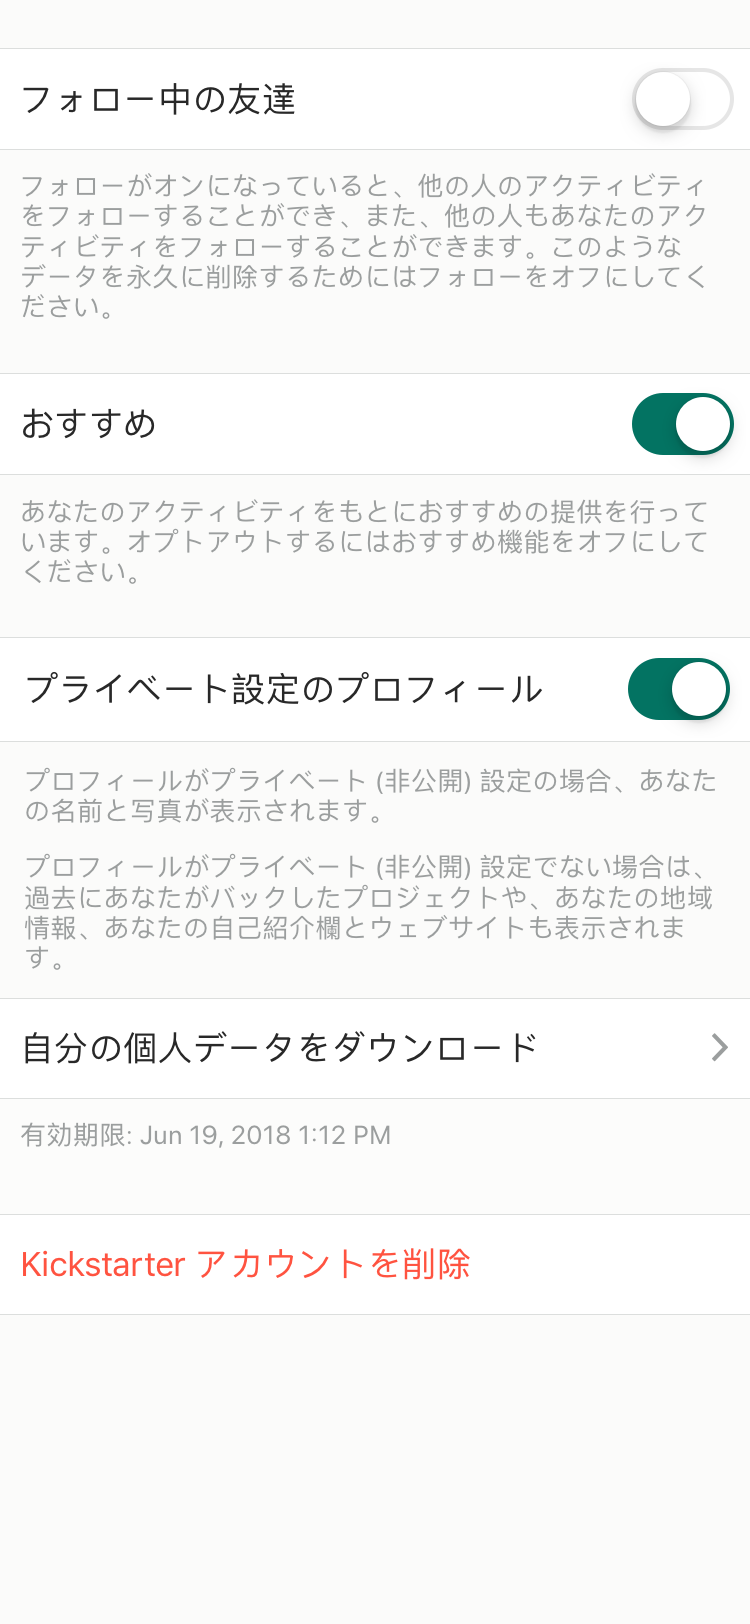 フォロー中の友達
フォローがオンになっていると、他の人のアクティビティ
をフォローすることができ、また、他の人もあなたのアク
ティビティをフォローすることができます。このような
データを永久に削除するためにはフォローをオフにしてく
ださい。
おすすめ
あなたのアクティビティをもとにおすすめの提供を行って
います。オプトアウトするにはおすすめ機能をオフにして
ください。
プライベート設定のプロフィール
プロフィールがプライベート (非公開) 設定の場合、あなた
の名前と写真が表示されます。
プロフィールがプライベート (非公開) 設定でない場合は、
過去にあなたがバックしたプロジェクトや、あなたの地域
情報、あなたの自己紹介欄とウェブサイトも表示されま
す。
自分の個人データをダウンロード
有効期限: Jun 19, 2018 1:12 PM
Kickstarter アカウントを削除